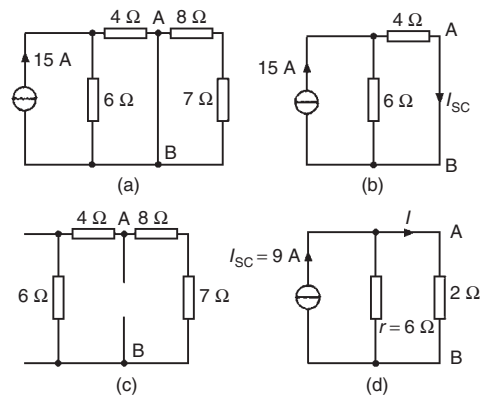 4 Ω A 8 Ω
15 A
6 Ω
7 Ω
B
(a)
4 Ω A
15 A
6 Ω
I_SC
B
(b)
4 Ω A 8 Ω
6 Ω
7 Ω
B
(c)
I A
I_SC = 9 A
2 Ω
r = 6 Ω
B
(d)